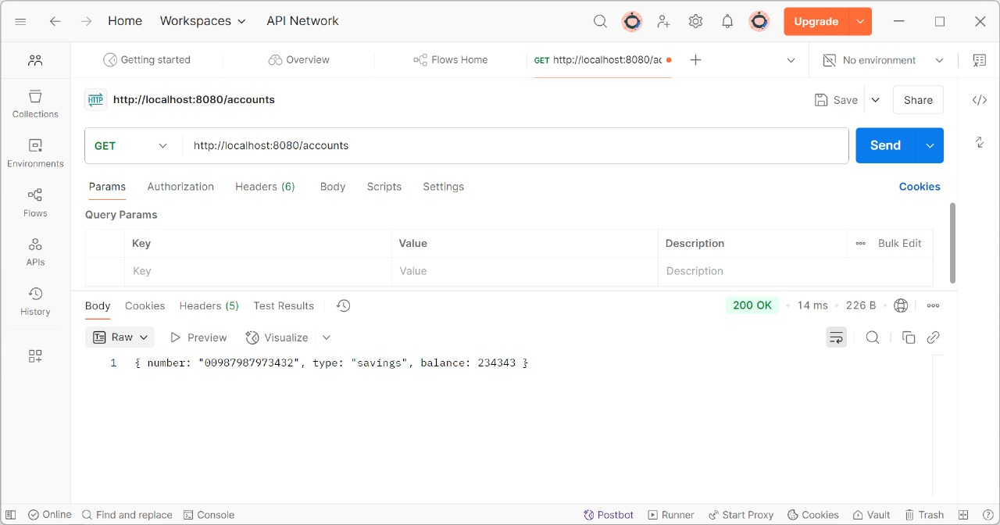 Home Workspaces API Network Upgrade
Getting started Overview Flows Home GET http://localhost:8080/ac No environment
HTTP http://localhost:8080/accounts Save Share
Collections
GET http://localhost:8080/accounts Send
Environments
Params Authorization Headers (6) Body Scripts Settings Cookies
Flows
Query Params
Key Value Description Bulk Edit
APIs
Key Value Description
History
Body Cookies Headers (5) Test Results 200 OK 14 ms 226 B
Raw Preview Visualize
1 { number: "00987987973432", type: "savings", balance: 234343 }
Online Find and replace Console Postbot Runner Start Proxy Cookies Vault Trash